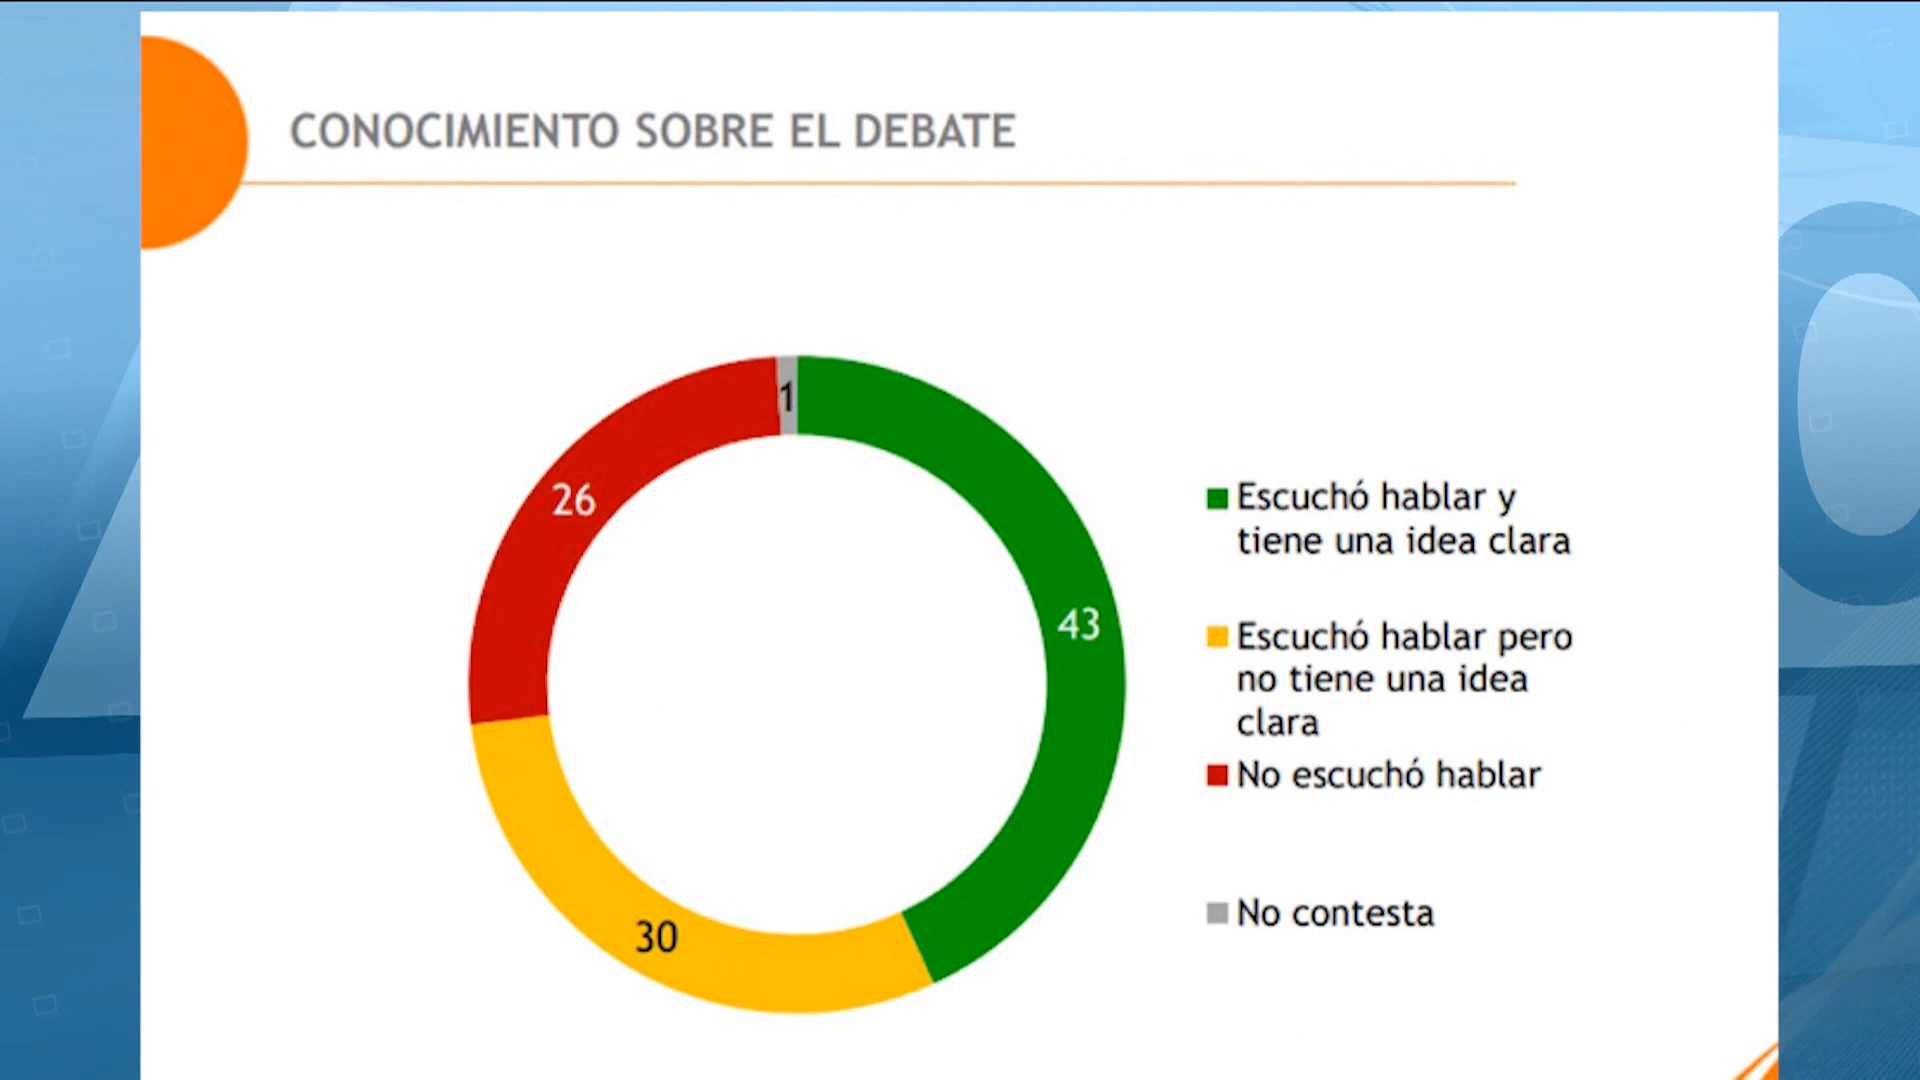 CONOCIMIENTO SOBRE EL DEBATE
1
26
43
30
Escuchó hablar y
tiene una idea clara
Escuchó hablar pero
no tiene una idea
clara
No escuchó hablar
No contesta